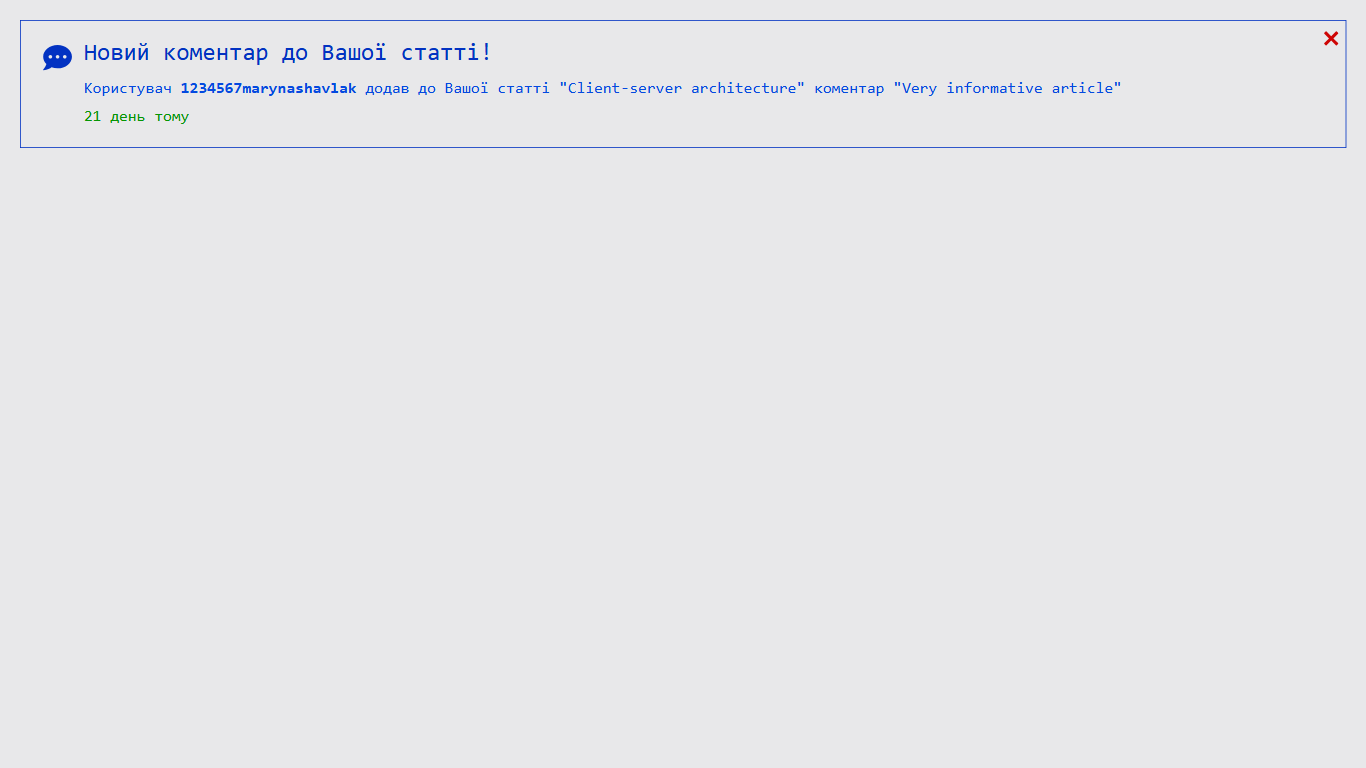 Новий коментар до Вашої статті!
Користувач 1234567marynashavlak додав до Вашої статті "Client-server architecture" коментар "Very informative article"
21 день тому